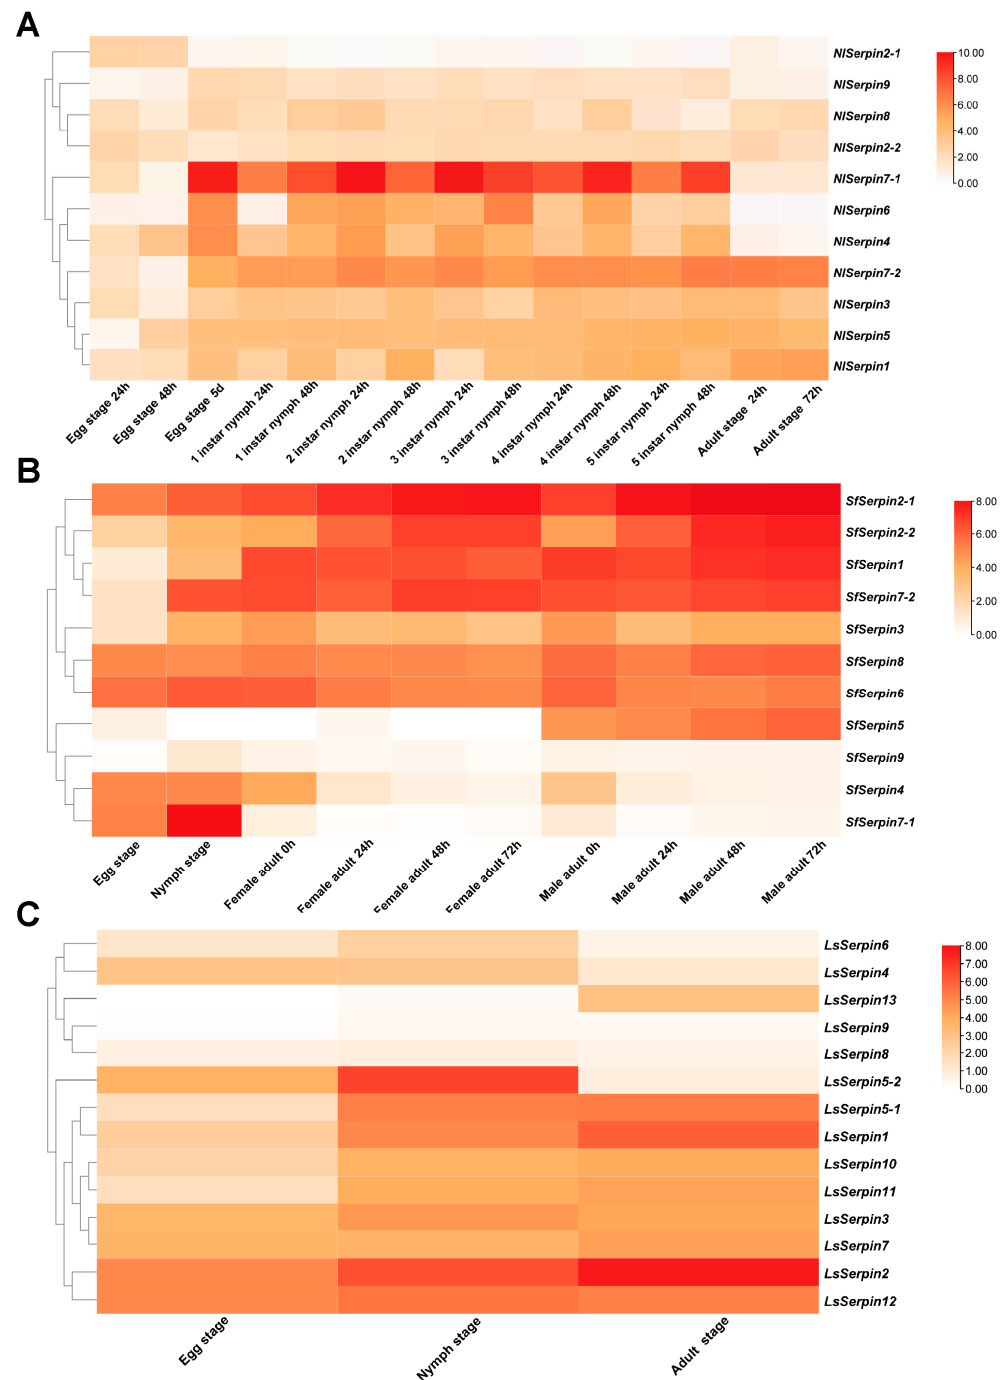 A
NlSerpin2-1
NlSerpin9
NlSerpin8
NlSerpin2-2
NlSerpin7-1
NlSerpin6
NlSerpin4
NlSerpin7-2
NlSerpin3
NlSerpin5
NlSerpin1
10.00
8.00
6.00
4.00
2.00
0.00
Egg stage 24h
Egg stage 48h
Egg stage 5d
1 instar nymph 24h
1 instar nymph 48h
2 instar nymph 24h
2 instar nymph 48h
3 instar nymph 24h
3 instar nymph 48h
4 instar nymph 24h
4 instar nymph 48h
5 instar nymph 24h
5 instar nymph 48h
Adult stage 24h
Adult stage 72h
B
SfSerpin2-1
SfSerpin2-2
SfSerpin1
SfSerpin7-2
SfSerpin3
SfSerpin8
SfSerpin6
SfSerpin5
SfSerpin9
SfSerpin4
SfSerpin7-1
8.00
6.00
4.00
2.00
0.00
Egg stage
Nymph stage
Female adult 0h
Female adult 24h
Female adult 48h
Female adult 72h
Male adult 0h
Male adult 24h
Male adult 48h
Male adult 72h
C
LsSerpin6
LsSerpin4
LsSerpin13
LsSerpin9
LsSerpin8
LsSerpin5-2
LsSerpin5-1
LsSerpin1
LsSerpin10
LsSerpin11
LsSerpin3
LsSerpin7
LsSerpin2
LsSerpin12
8.00
7.00
6.00
5.00
4.00
3.00
2.00
1.00
0.00
Egg stage
Nymph stage
Adult stage